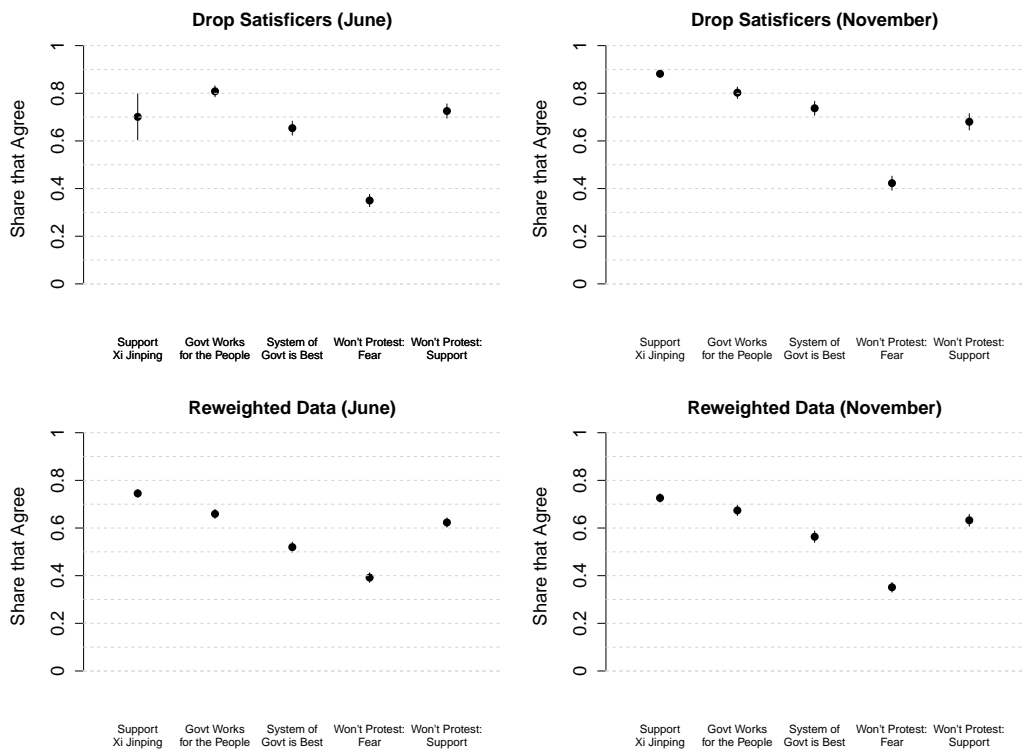 Drop Satisficers (June)
Share that Agree
1
0.8
0.6
0.4
0.2
0
Support
Xi Jinping
Govt Works
for the People
System of
Govt is Best
Won't Protest:
Fear
Won't Protest:
Support
Drop Satisficers (November)
Share that Agree
1
0.8
0.6
0.4
0.2
0
Support
Xi Jinping
Govt Works
for the People
System of
Govt is Best
Won't Protest:
Fear
Won't Protest:
Support
Reweighted Data (June)
Share that Agree
1
0.8
0.6
0.4
0.2
0
Support
Xi Jinping
Govt Works
for the People
System of
Govt is Best
Won't Protest:
Fear
Won't Protest:
Support
Reweighted Data (November)
Share that Agree
1
0.8
0.6
0.4
0.2
0
Support
Xi Jinping
Govt Works
for the People
System of
Govt is Best
Won't Protest:
Fear
Won't Protest:
Support